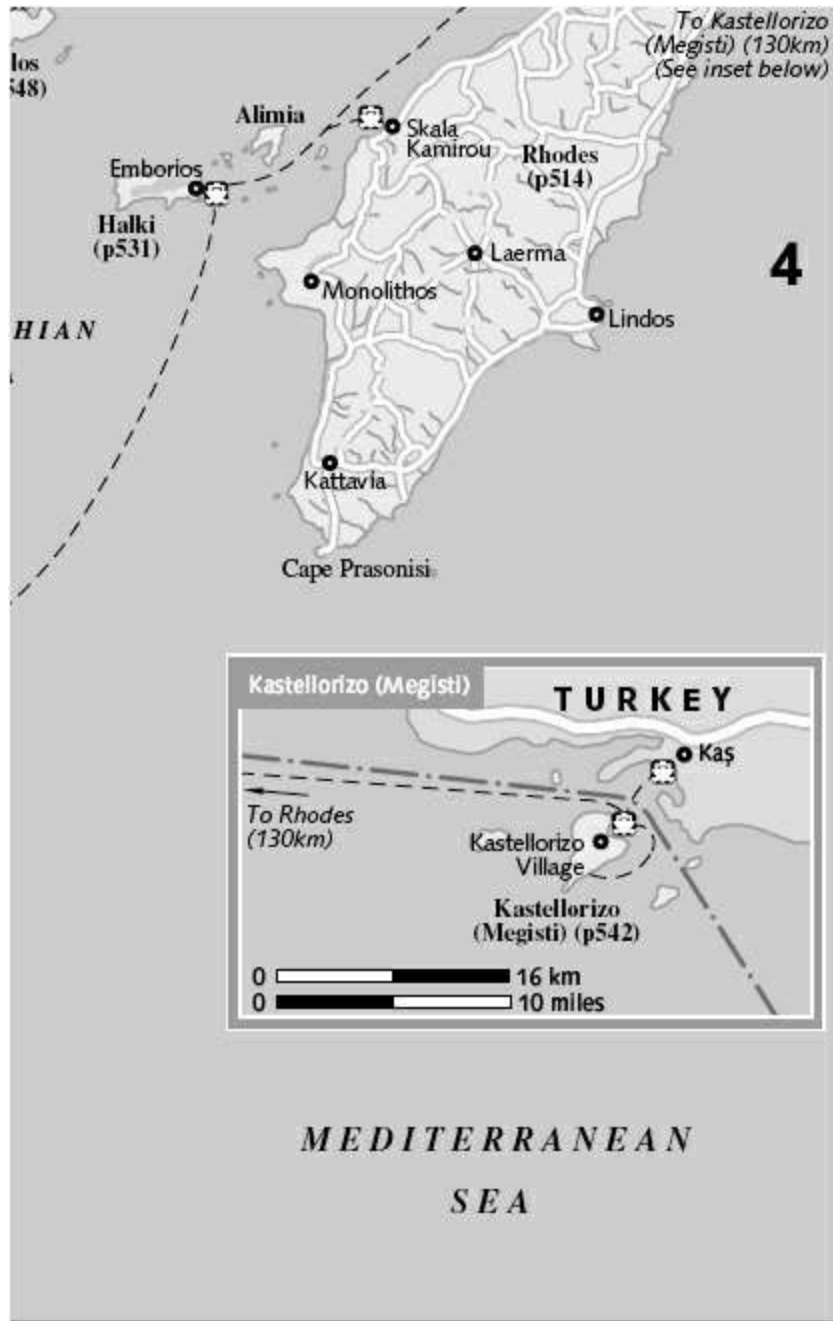 To Kastellorizo
(Megisti) (130km)
(See inset below)
los
548)
Alimia
Skala
Kamirou
Rhodes
(p514)
Emborios
Halki
(p531)
Laerma
4
Monolithos
Lindos
HIAN
Kattavia
Cape Prasonisi
Kastellorizo (Megisti)
TURKEY
Kaş
To Rhodes
(130km)
Kastellorizo
Village
Kastellorizo
(Megisti) (p542)
0 16 km
0 10 miles
MEDITERRANEAN
SEA